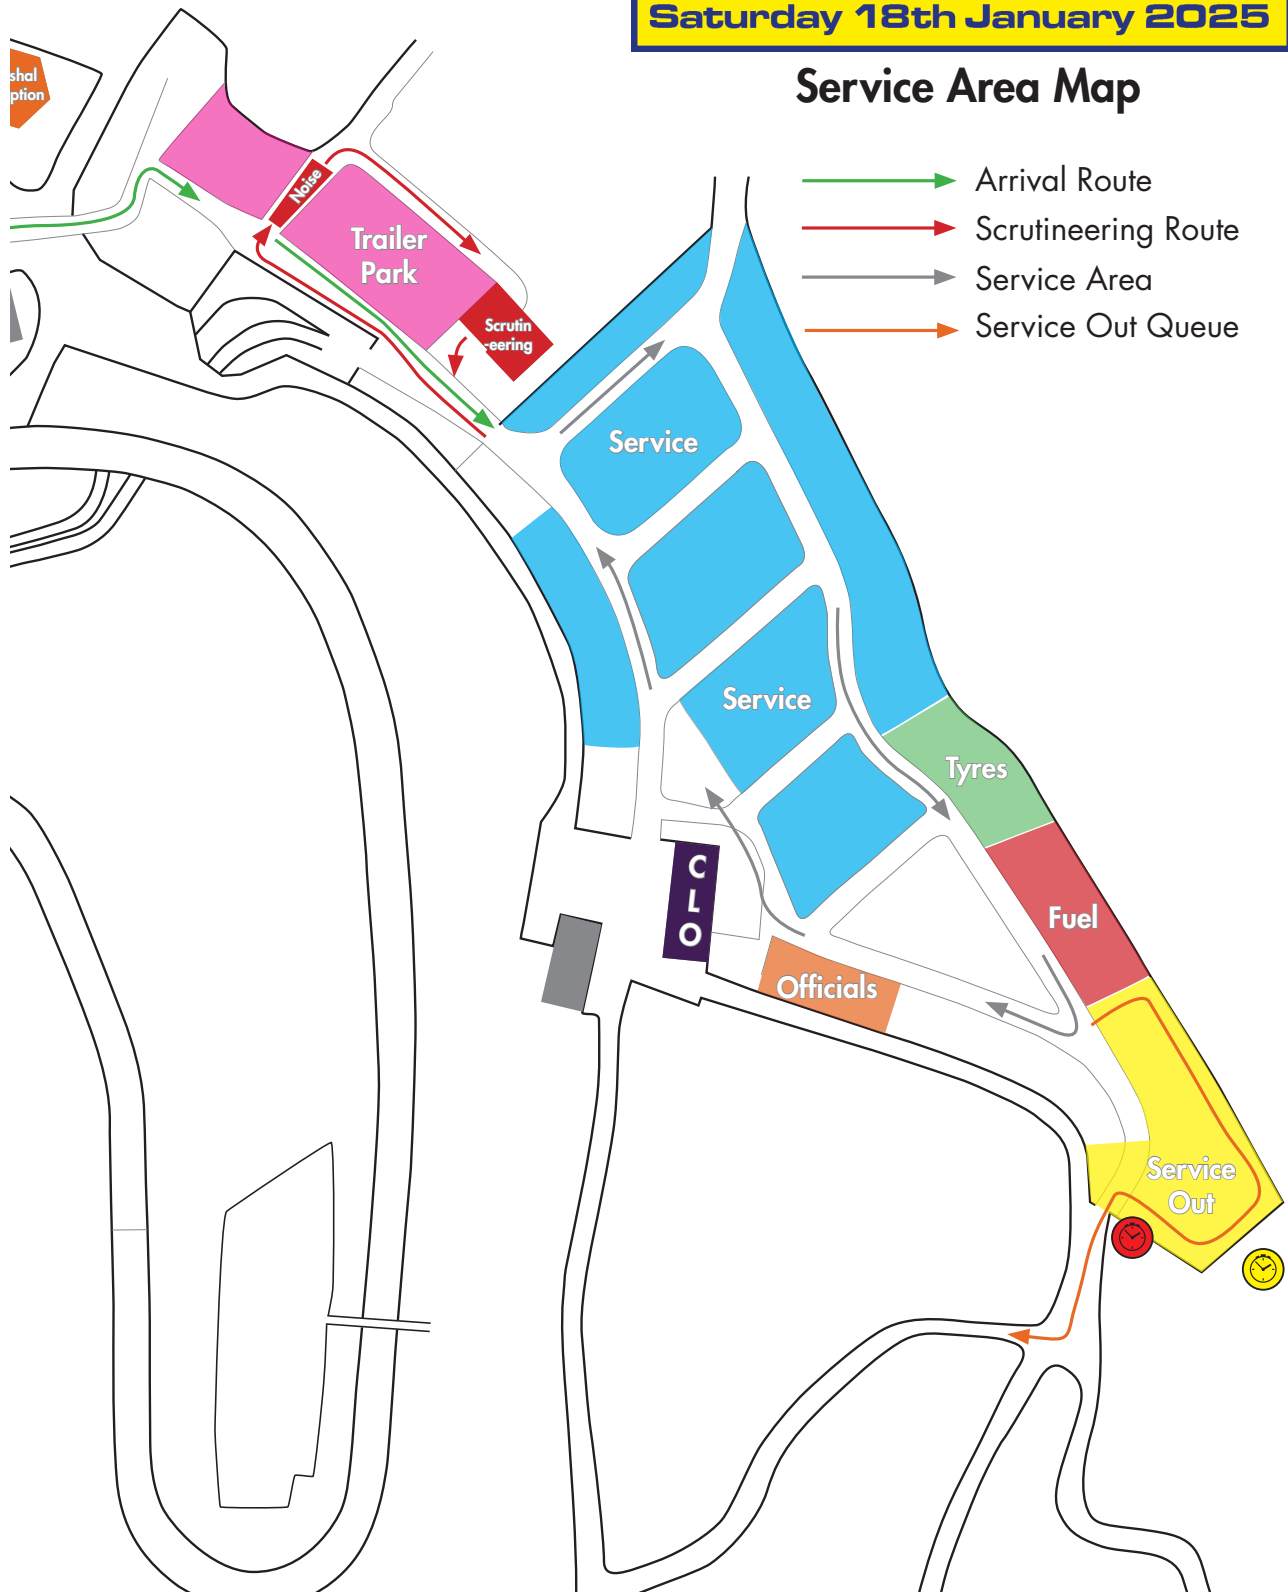 Saturday 18th January 2025
Service Area Map
Arrival Route
Scrutineering Route
Service Area
Service Out Queue
shal
ption
Noise
Trailer
Park
Scrutin
-eering
Service
Service
Tyres
Fuel
C
L
O
Officials
Service
Out